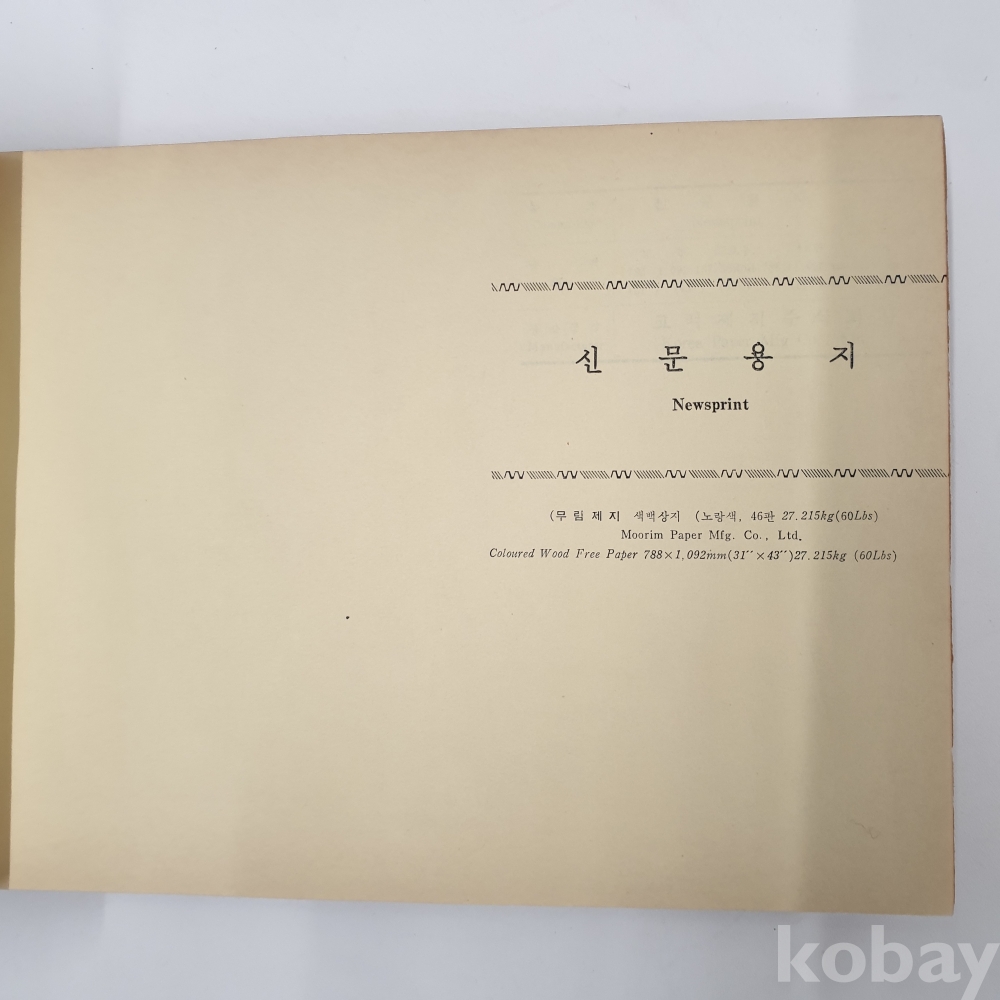 신 문 용 지
Newsprint
(무 림 제 지 색백상지 (노랑색, 46판 27.215kg(60Lbs)
Moorim Paper Mfg. Co., Ltd.
Coloured Wood Free Paper 788×1,092mm(31″×43″)27.215kg (60Lbs)
kobay